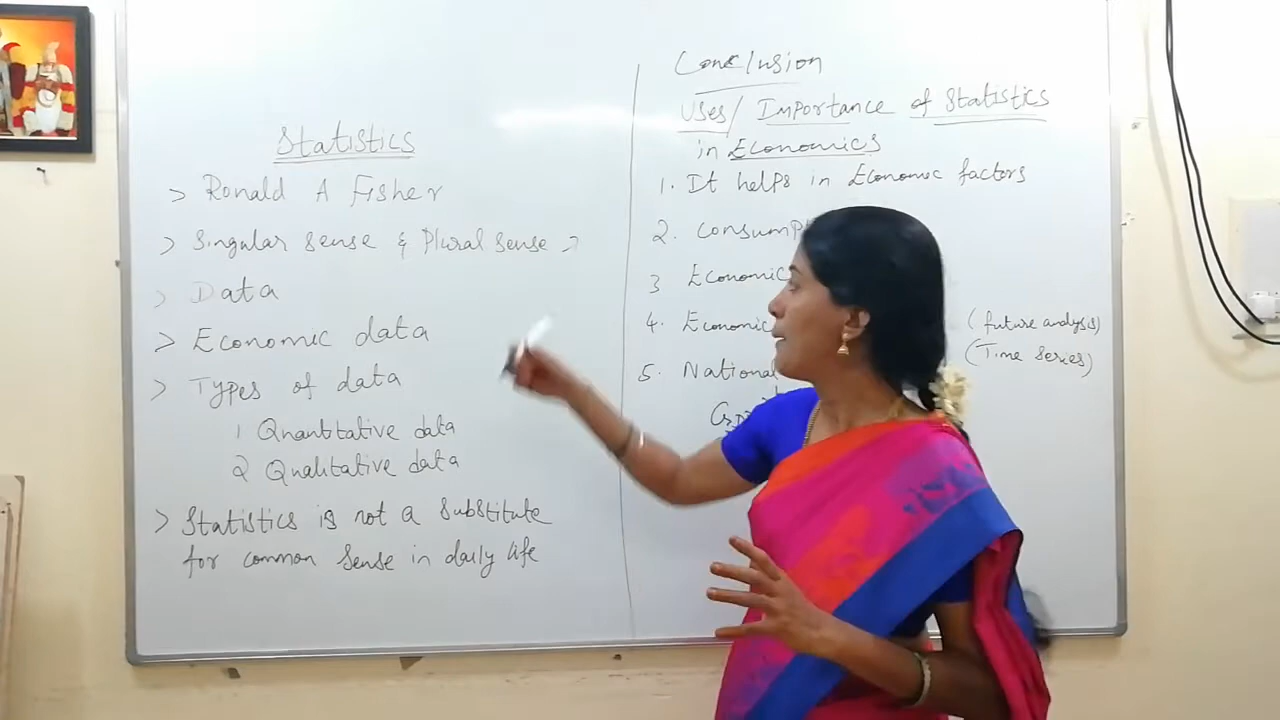 Statistics
> Ronald A Fisher
> Singular sense & Plural sense
> Data
> Economic data
> Types of data
1 Quantitative data
2 Qualitative data
> Statistics is not a substitute
for common sense in daily life
Conclusion
Uses/ Importance of Statistics
in Economics
1. It helps in Economic factors
2. consump
3 Economic
4. Economic (future analysis)
(Time series)
5. National